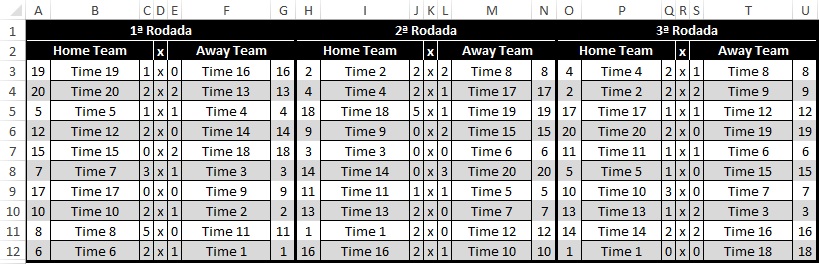 A B C D E F G H I J K L M N O P Q R S T U
1 1ª Rodada 2ª Rodada 3ª Rodada
2 Home Team x Away Team Home Team x Away Team Home Team x Away Team
3 19 Time 19 1 x 0 Time 16 16 2 Time 2 2 x 2 Time 8 8 4 Time 4 2 x 1 Time 8 8
4 20 Time 20 2 x 2 Time 13 13 4 Time 4 2 x 1 Time 17 17 2 Time 2 2 x 2 Time 9 9
5 5 Time 5 1 x 1 Time 4 4 18 Time 18 5 x 1 Time 19 19 17 Time 17 1 x 1 Time 12 12
6 12 Time 12 2 x 0 Time 14 14 9 Time 9 0 x 2 Time 15 15 20 Time 20 2 x 0 Time 19 19
7 15 Time 15 0 x 2 Time 18 18 3 Time 3 0 x 0 Time 6 6 11 Time 11 1 x 1 Time 6 6
8 7 Time 7 3 x 1 Time 3 3 14 Time 14 0 x 3 Time 20 20 5 Time 5 1 x 0 Time 15 15
9 17 Time 17 0 x 0 Time 9 9 11 Time 11 1 x 1 Time 5 5 10 Time 10 3 x 0 Time 7 7
10 10 Time 10 2 x 1 Time 2 2 13 Time 13 2 x 0 Time 7 7 13 Time 13 1 x 2 Time 3 3
11 8 Time 8 5 x 0 Time 11 11 1 Time 1 2 x 0 Time 12 12 14 Time 14 2 x 2 Time 16 16
12 6 Time 6 2 x 1 Time 1 1 16 Time 16 2 x 1 Time 10 10 1 Time 1 0 x 0 Time 18 18